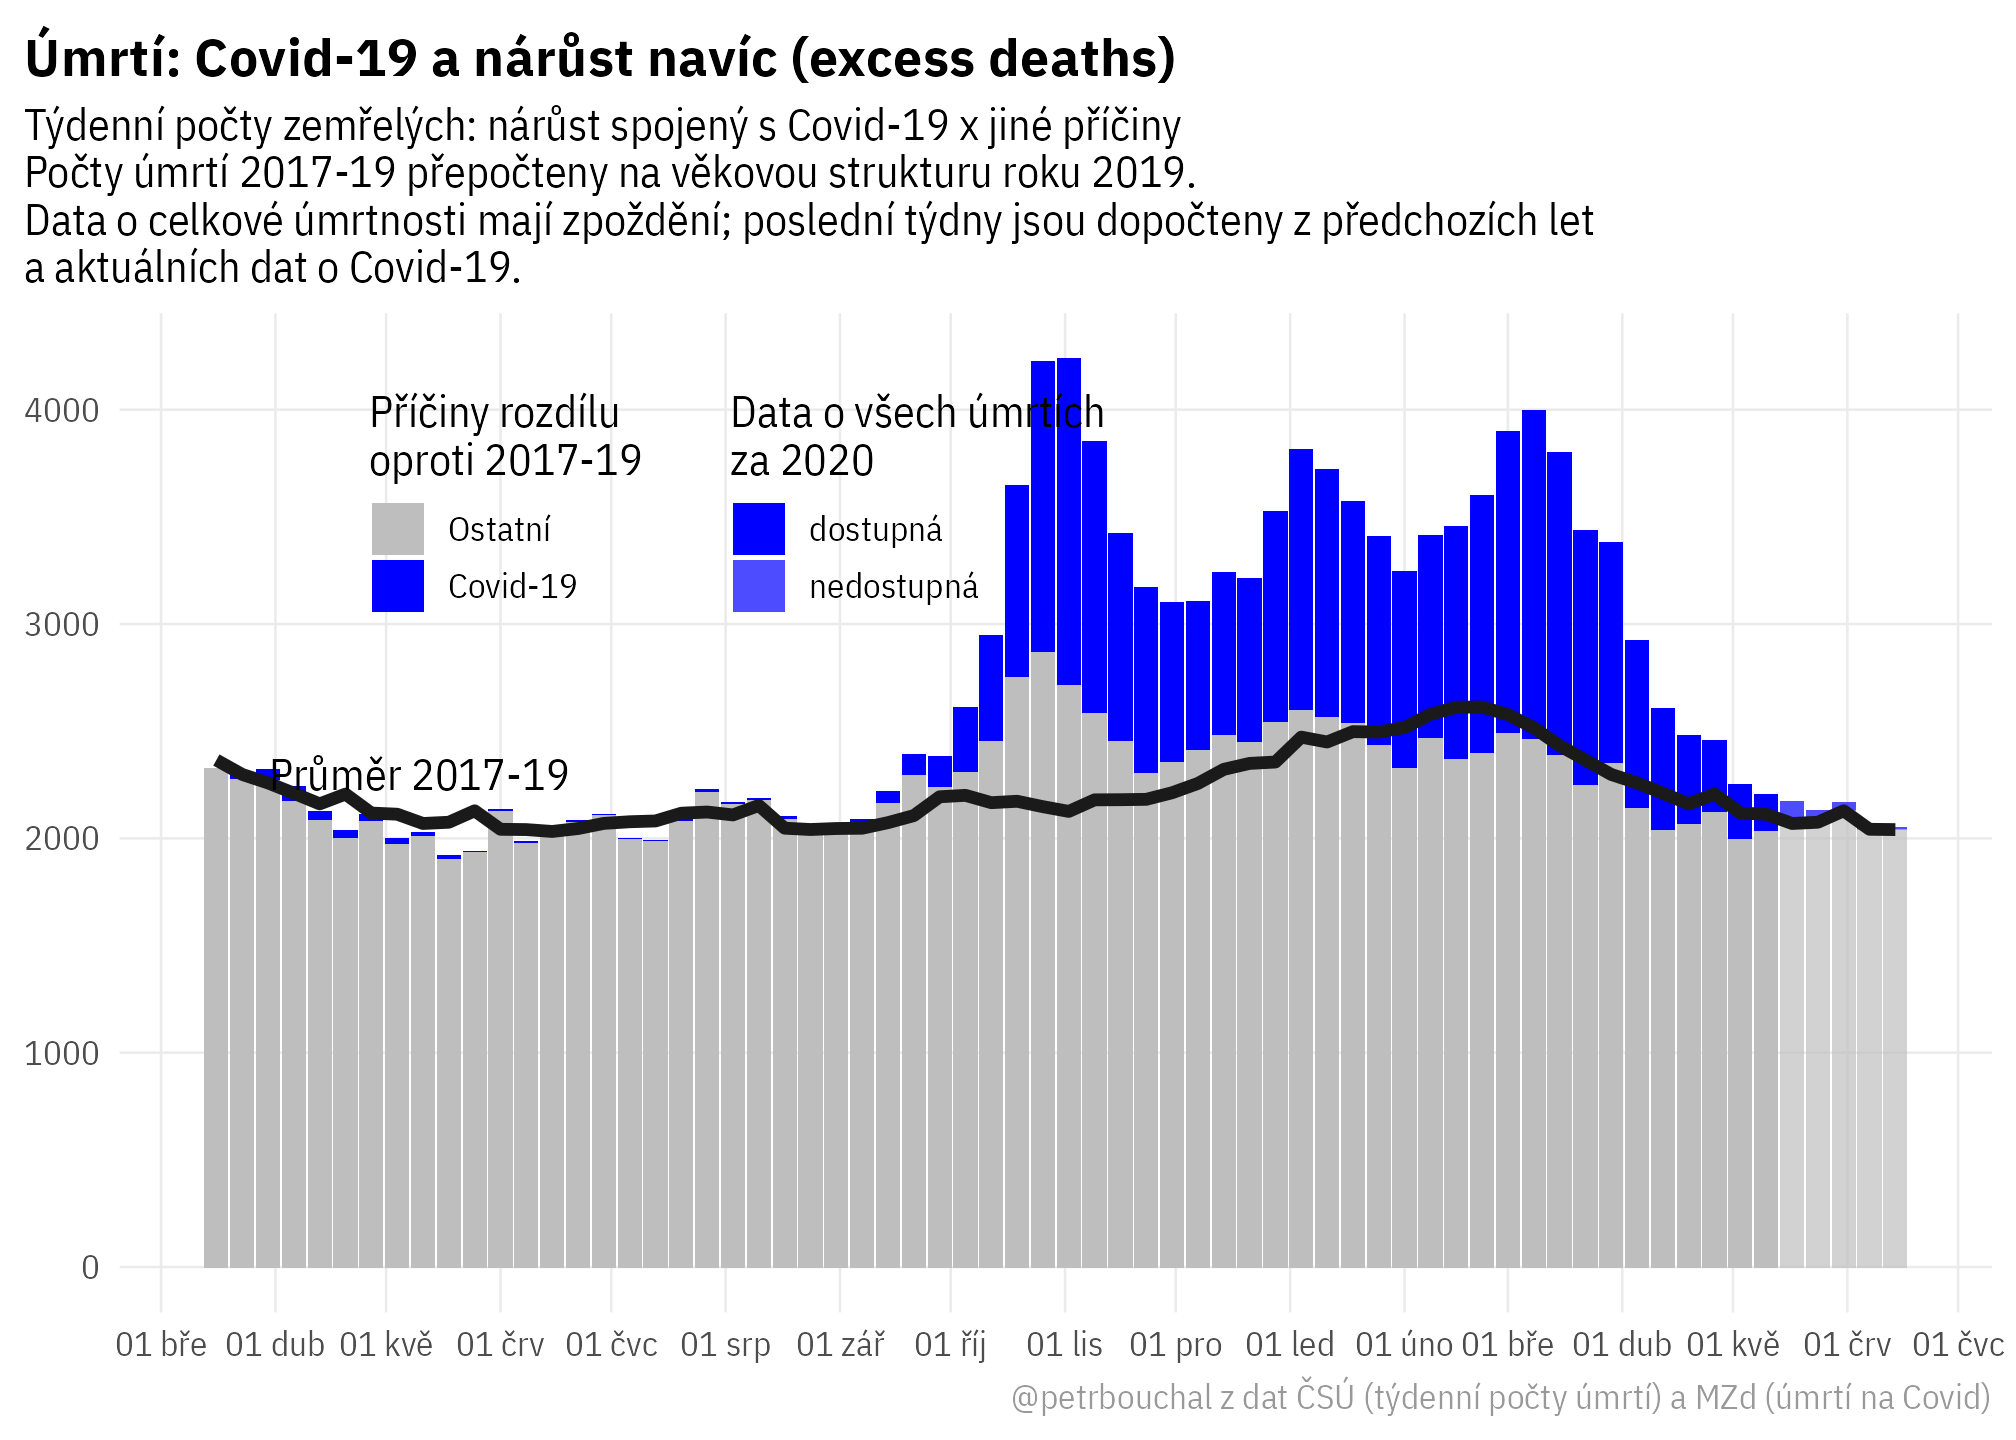 Úmrtí: Covid-19 a nárůst navíc (excess deaths)
Týdenní počty zemřelých: nárůst spojený s Covid-19 x jiné příčiny
Počty úmrtí 2017-19 přepočteny na věkovou strukturu roku 2019.
Data o celkové úmrtnosti mají zpoždění; poslední týdny jsou dopočteny z předchozích let
a aktuálních dat o Covid-19.
4000
3000
2000
1000
0
Příčiny rozdílu
oproti 2017-19
Ostatní
Covid-19
Data o všech úmrtích
za 2020
dostupná
nedostupná
Průměr 2017-19
01 bře 01 dub 01 kvě 01 črv 01 čvc 01 srp 01 zář 01 říj 01 lis 01 pro 01 led 01 úno 01 bře 01 dub 01 kvě 01 črv 01 čvc
@petrbouchal z dat ČSÚ (týdenní počty úmrtí) a MZd (úmrtí na Covid)